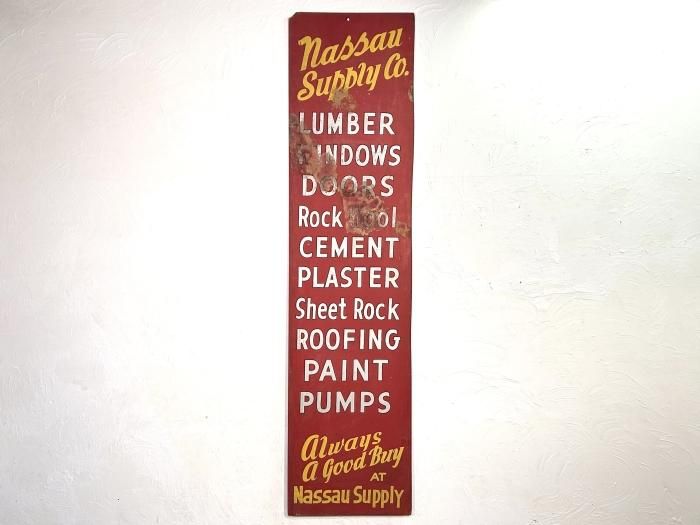 Nassau
Supply Co.
LUMBER
WINDOWS
DOORS
Rock Wool
CEMENT
PLASTER
Sheet Rock
ROOFING
PAINT
PUMPS
Always
A Good Buy
AT
Nassau Supply